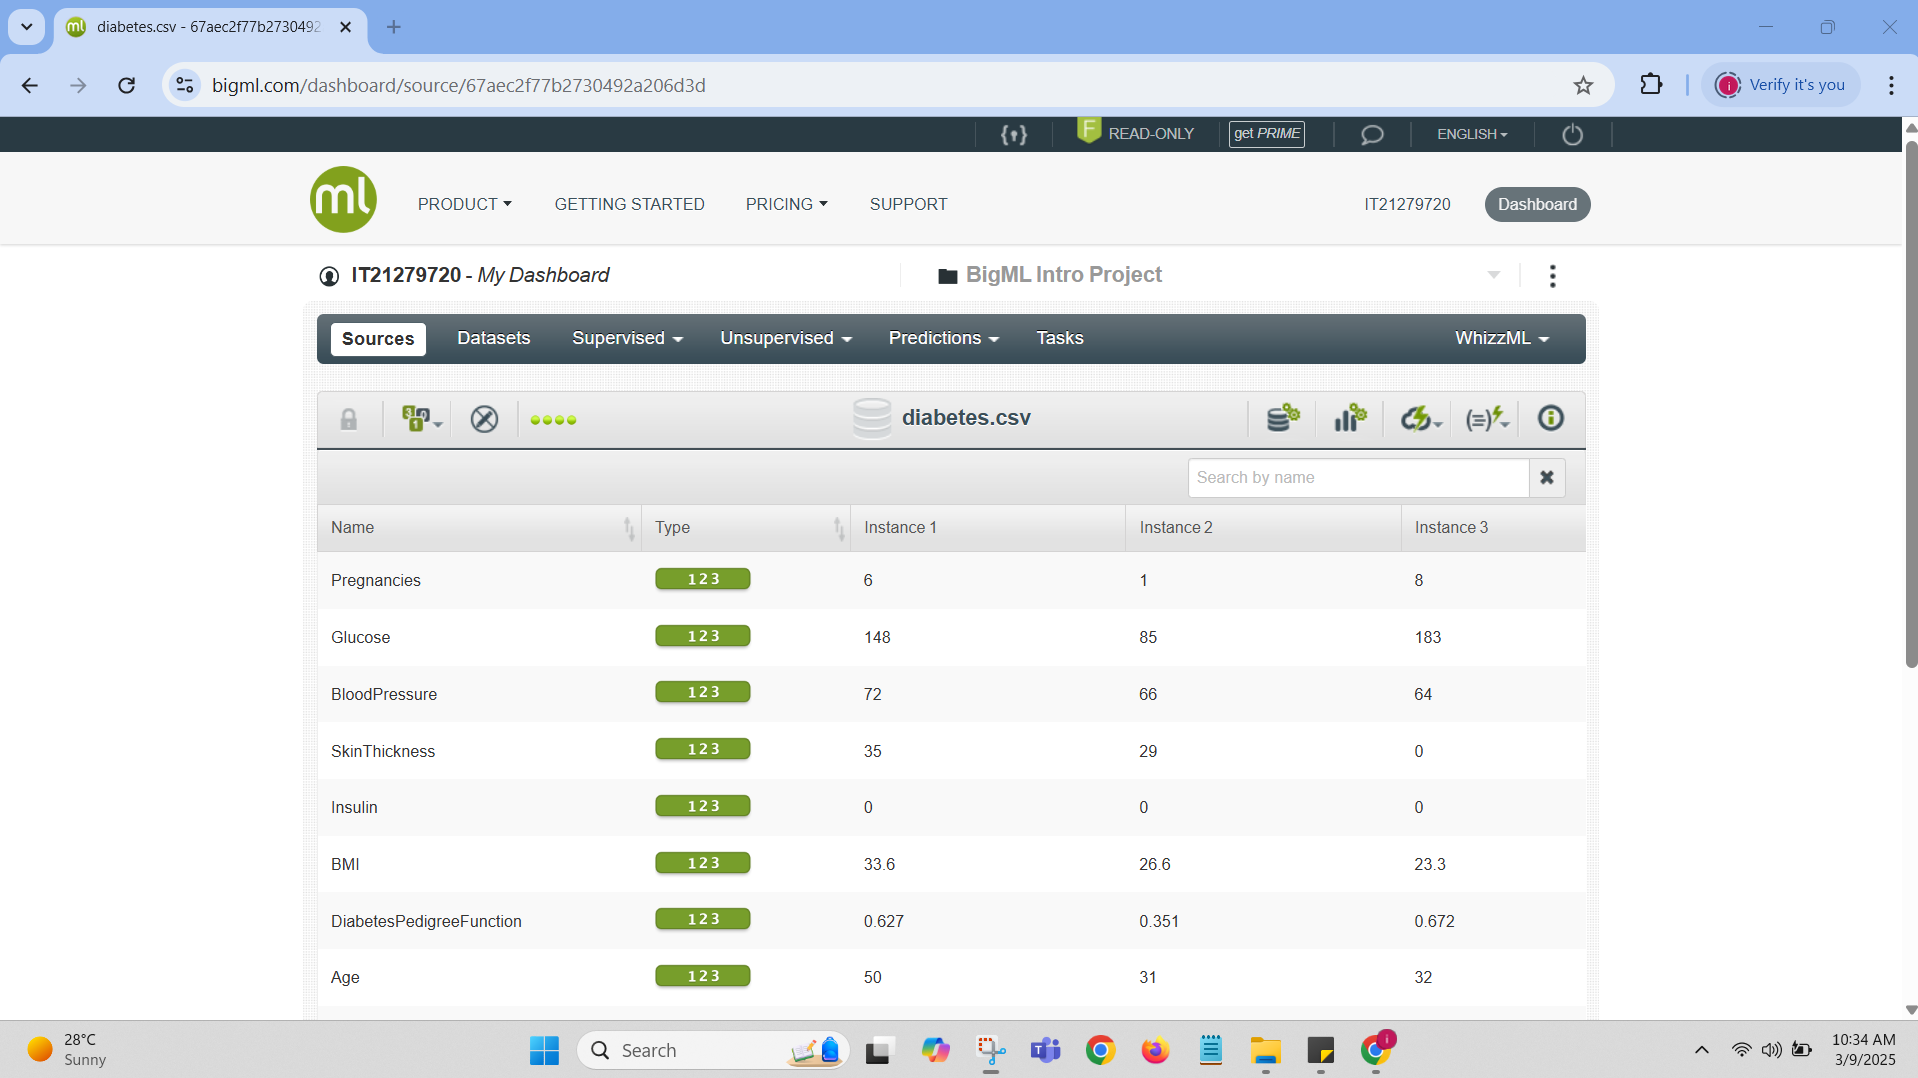 diabetes.csv - 67aec2f77b2730492
bigml.com/dashboard/source/67aec2f77b2730492a206d3d
Verify it's you
F READ-ONLY get PRIME ENGLISH
ml PRODUCT GETTING STARTED PRICING SUPPORT IT21279720 Dashboard
IT21279720 - My Dashboard BigML Intro Project
Sources Datasets Supervised Unsupervised Predictions Tasks WhizzML
diabetes.csv
Search by name
Name Type Instance 1 Instance 2 Instance 3
Pregnancies 123 6 1 8
Glucose 123 148 85 183
BloodPressure 123 72 66 64
SkinThickness 123 35 29 0
Insulin 123 0 0 0
BMI 123 33.6 26.6 23.3
DiabetesPedigreeFunction 123 0.627 0.351 0.672
Age 123 50 31 32
28°C
Sunny
Search
10:34 AM
3/9/2025